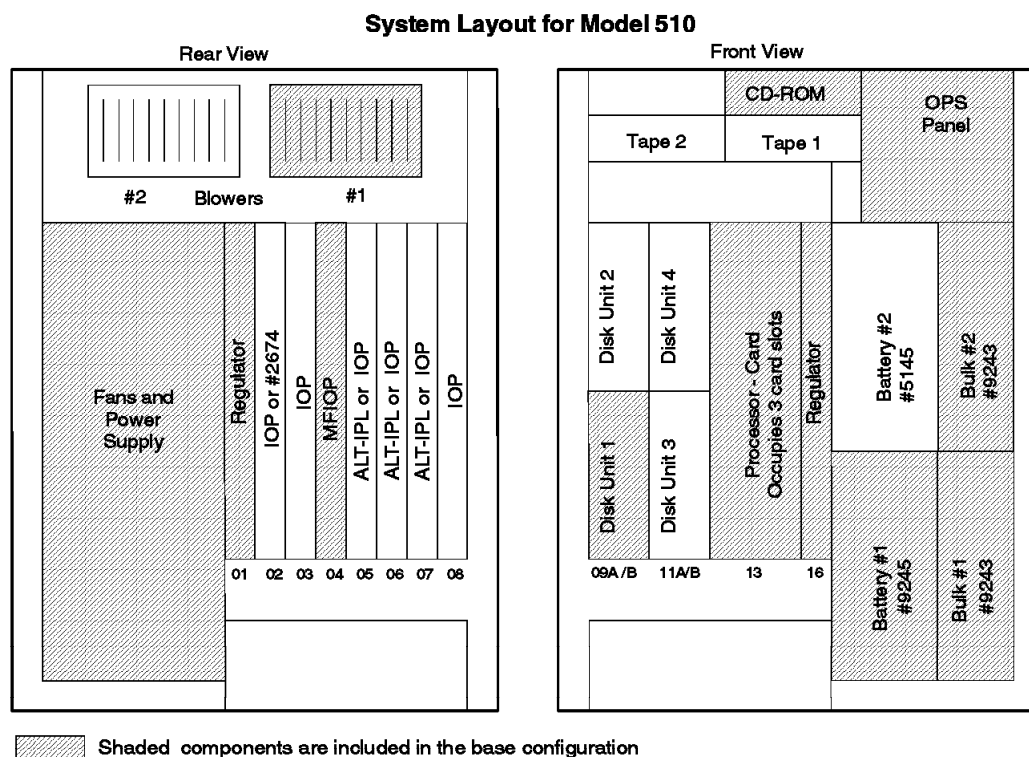 System Layout for Model 510
Rear View
#2
Blowers
#1
Fans and
Power
Supply
Regulator
IOP or #2674
IOP
MFIOP
ALT-IPL or IOP
ALT-IPL or IOP
ALT-IPL or IOP
IOP
01
02
03
04
05
06
07
08
Front View
CD-ROM
OPS
Panel
Tape 2
Tape 1
Disk Unit 2
Disk Unit 4
Disk Unit 1
Disk Unit 3
Processor - Card
Occupies 3 card slots
Regulator
Battery #2
#5145
Bulk #2
#9243
Battery #1
#9245
Bulk #1
#9243
09A/B
11A/B
13
16
Shaded components are included in the base configuration